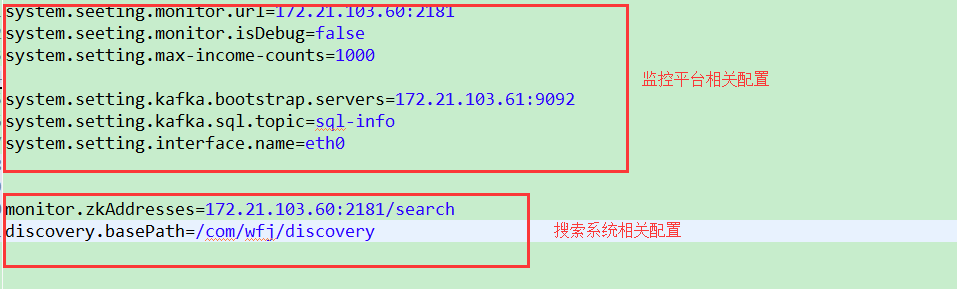 system.seeting.monitor.url=172.21.103.60:2181
system.seeting.monitor.isDebug=false
system.setting.max-income-counts=1000
监控平台相关配置
system.setting.kafka.bootstrap.servers=172.21.103.61:9092
system.setting.kafka.sql.topic=sql-info
system.setting.interface.name=eth0
monitor.zkAddresses=172.21.103.60:2181/search
discovery.basePath=/com/wfj/discovery
搜索系统相关配置